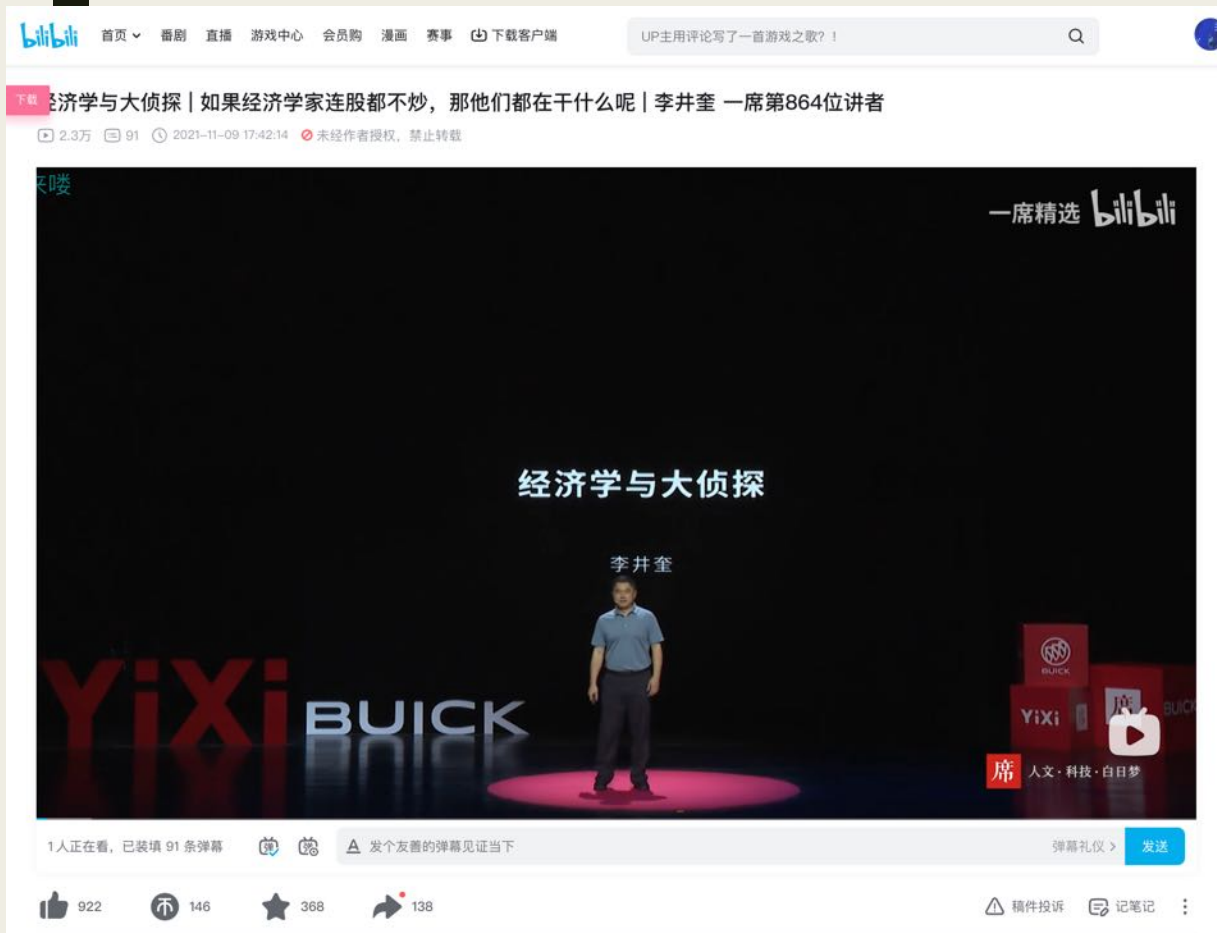 bilibili 首页 番剧 直播 游戏中心 会员购 漫画 赛事 下载客户端 UP主用评论写了一首游戏之歌？！
下载
经济学与大侦探 | 如果经济学家连股都不炒，那他们都在干什么呢 | 李井奎 一席第864位讲者
2.3万 91 2021-11-09 17:42:14 未经作者授权，禁止转载
来喽
一席精选 bilibili
经济学与大侦探
李井奎
BUICK
YiXi BUICK
YiXi 席 BUICK
席 人文·科技·白日梦
1人正在看，已装填 91 条弹幕 弹 弹 A 发个友善的弹幕见证当下 弹幕礼仪 > 发送
922 146 368 138 稿件投诉 记笔记